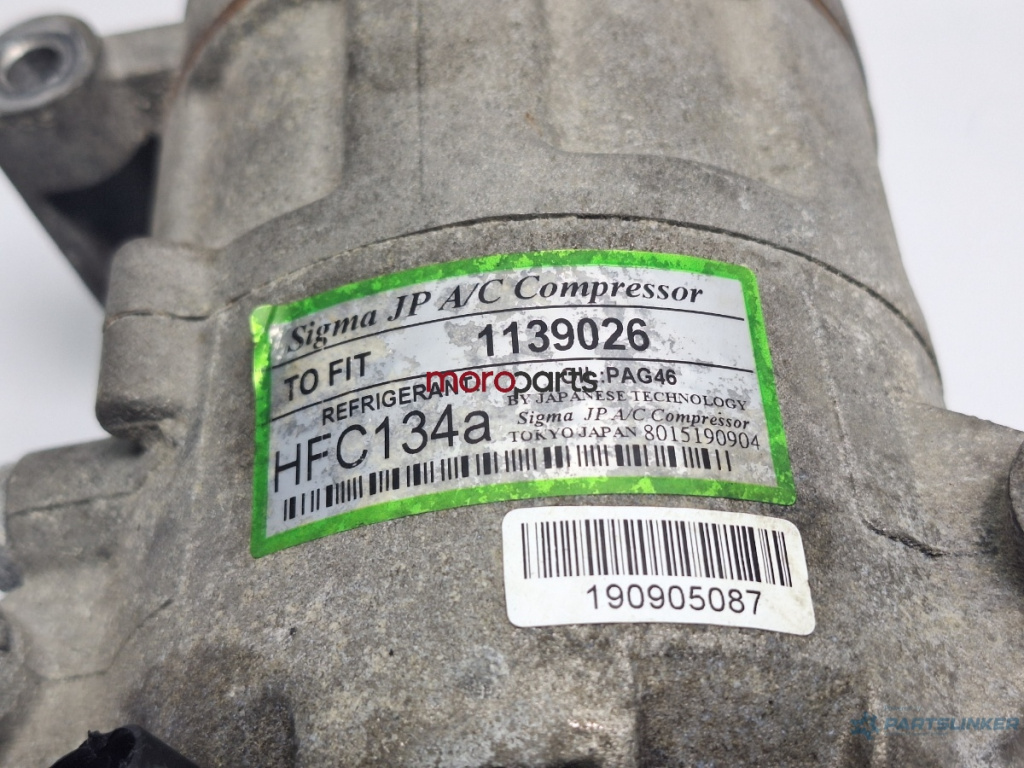 Sigma JP A/C Compressor
TO FIT 1139026
REFRIGERANT OIL:PAG46
HFC134a
BY JAPANESE TECHNOLOGY
Sigma JP A/C Compressor
TOKYO JAPAN 8015190904
moroparts
190905087
PARTSLINKER